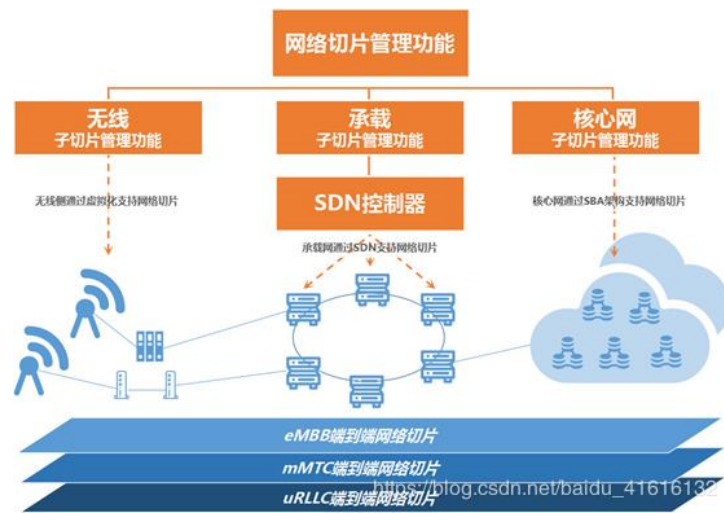 网络切片管理功能
无线
子切片管理功能
承载
子切片管理功能
核心网
子切片管理功能
无线侧通过虚拟化支持网络切片
SDN控制器
核心网通过SBA架构支持网络切片
承载网通过SDN支持网络切片
eMBB端到端网络切片
mMTC端到端网络切片
uRLLC端到端网络切片
https://blog.csdn.net/baidu_41616132